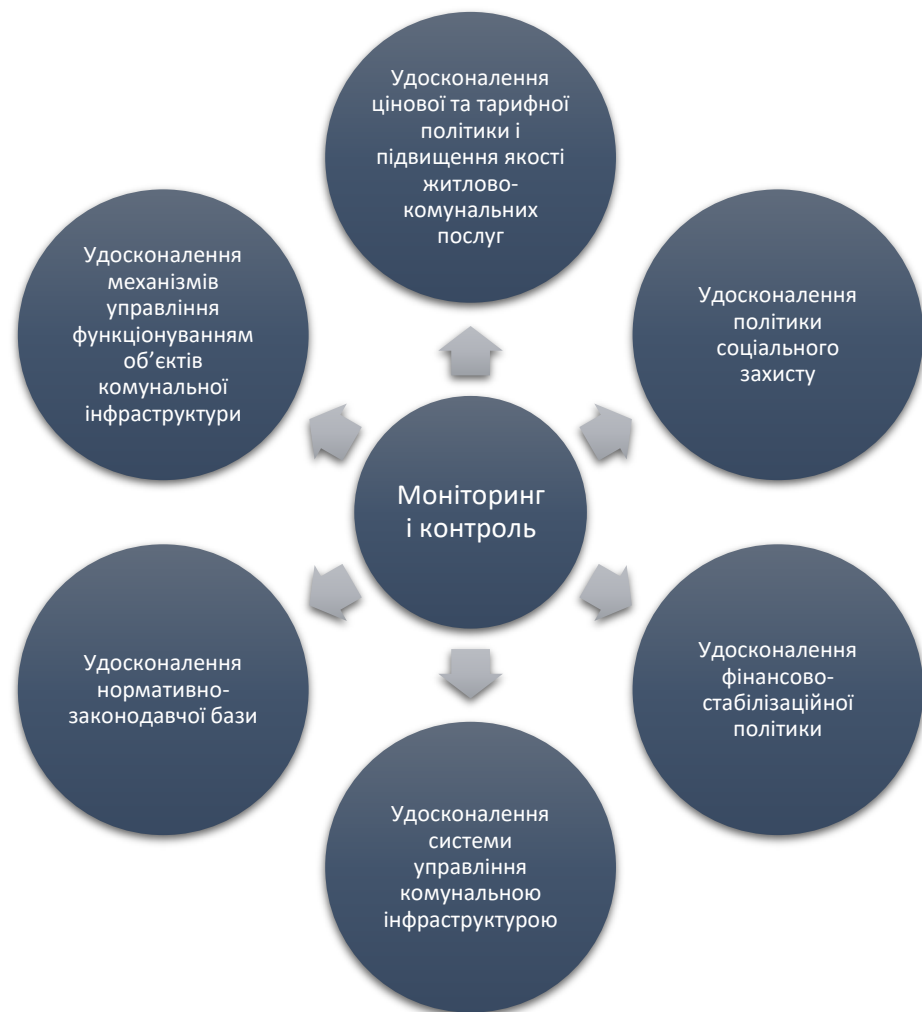 Удосконалення
цінової та тарифної
політики і
підвищення якості
житлово-
комунальних
послуг
Удосконалення
політики
соціального
захисту
Удосконалення
фінансово-
стабілізаційної
політики
Удосконалення
системи
управління
комунальною
інфраструктурою
Удосконалення
нормативно-
законодавчої бази
Удосконалення
механізмів
управління
функціонуванням
об’єктів
комунальної
інфраструктури
Моніторинг
і контроль